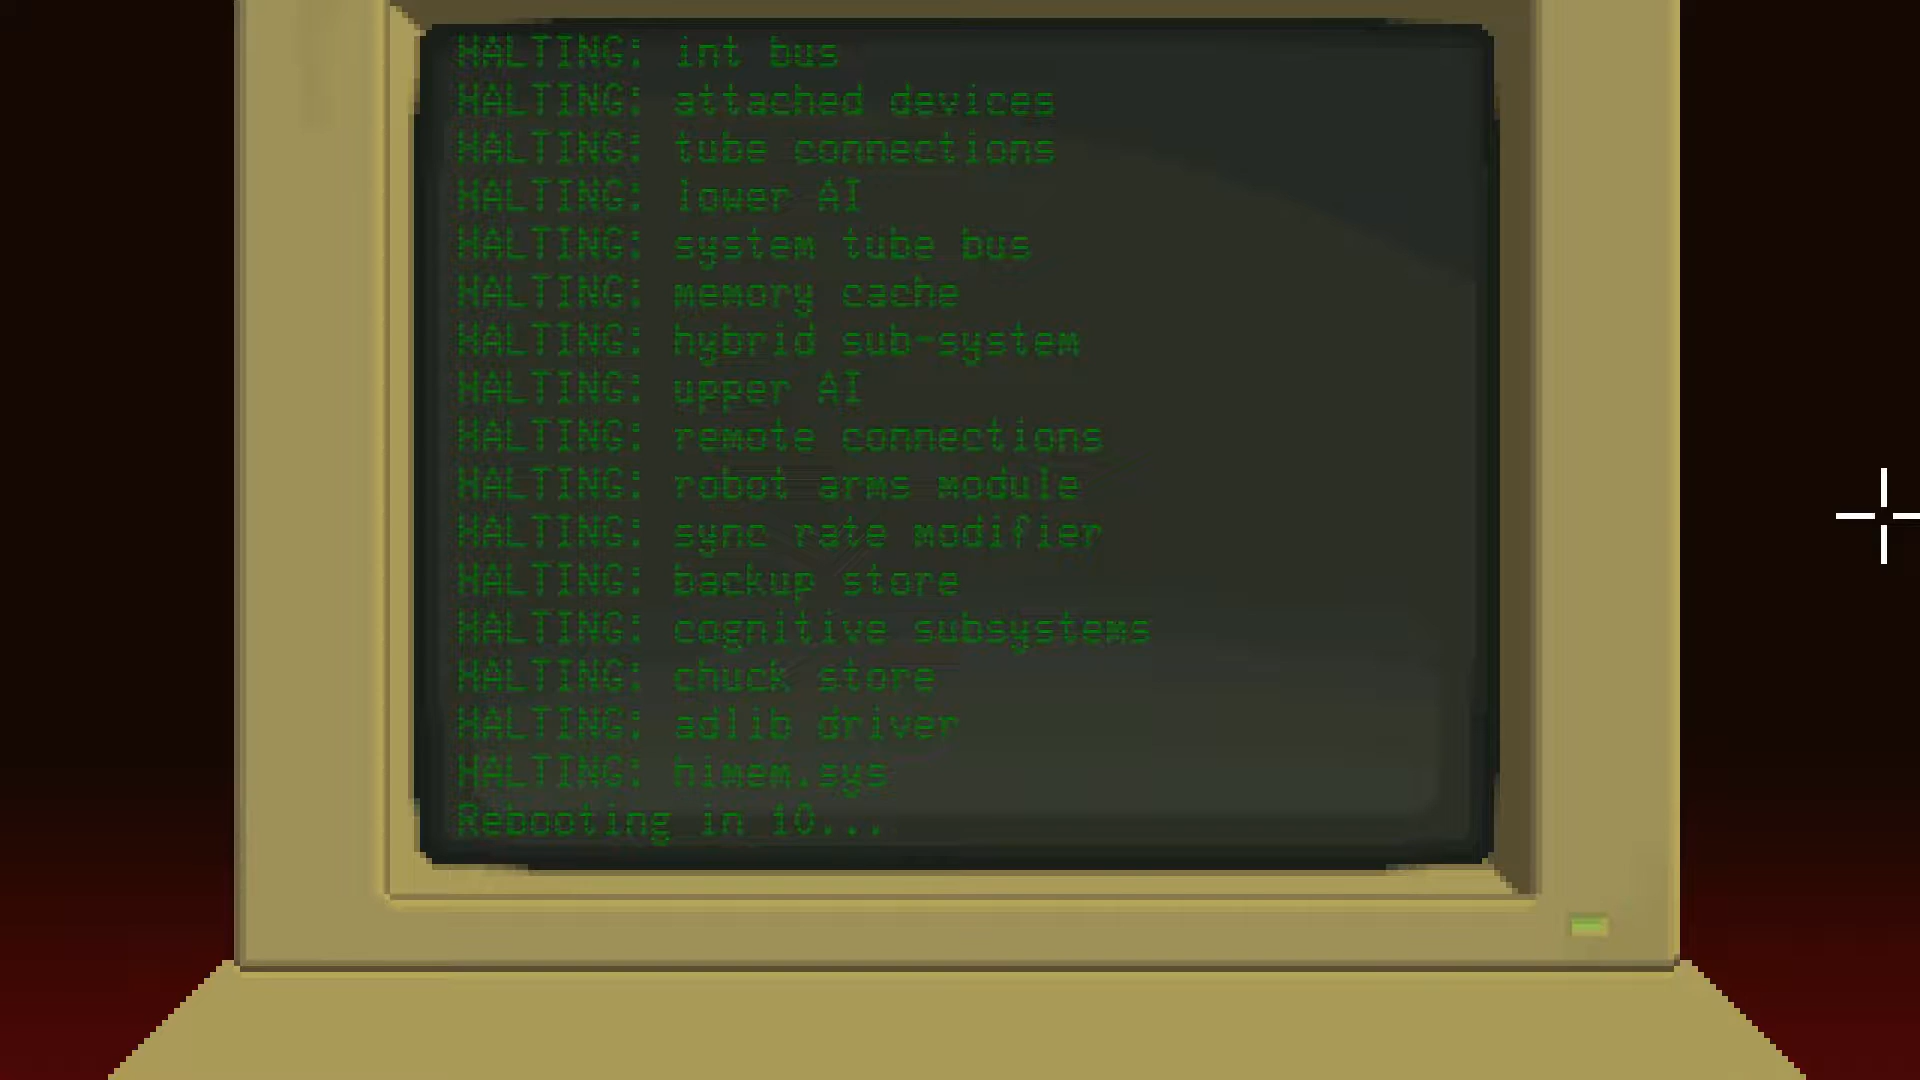 HALTING: int bus
HALTING: attached devices
HALTING: tube connections
HALTING: lower AI
HALTING: system tube bus
HALTING: memory cache
HALTING: hybrid sub-system
HALTING: upper AI
HALTING: remote connections
HALTING: robot arms module
HALTING: sync rate modifier
HALTING: backup store
HALTING: cognitive subsystems
HALTING: chuck store
HALTING: adlib driver
HALTING: himem.sys
Rebooting in 10...